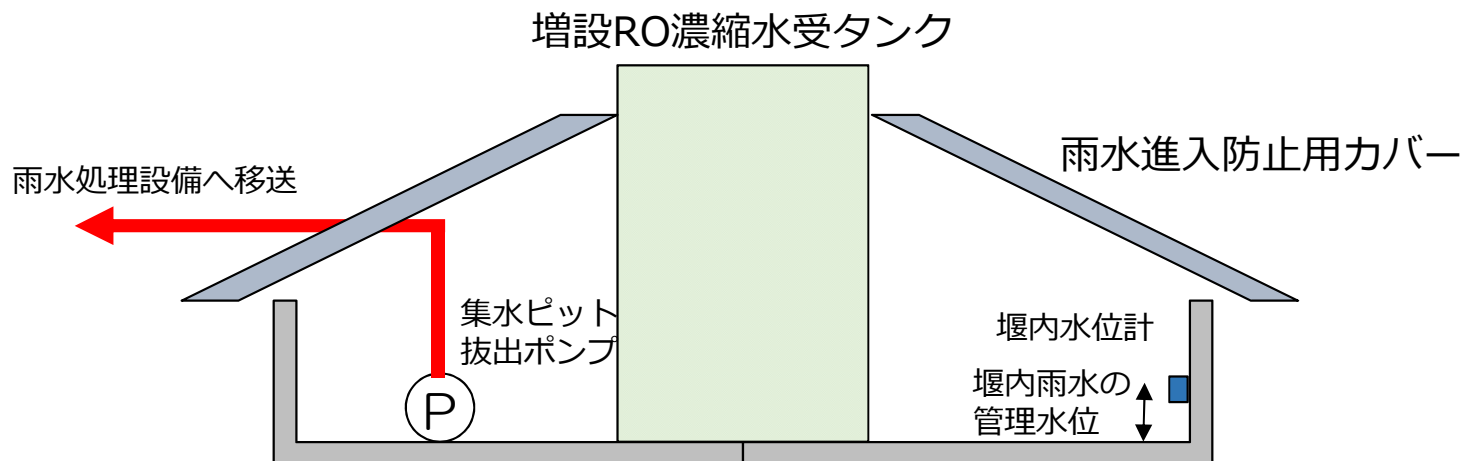 増設RO濃縮水受タンク
雨水進入防止用カバー
雨水処理設備へ移送
集水ピット
抜出ポンプ
P
堰内水位計
堰内雨水の
管理水位